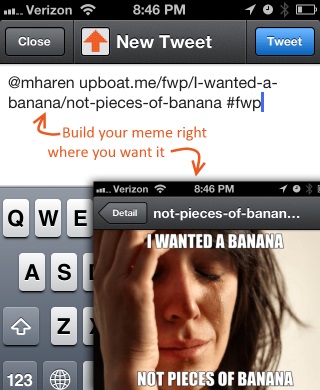 Verizon 8:46 PM
Close New Tweet Tweet
@mharen upboat.me/fwp/I-wanted-a-
banana/not-pieces-of-banana #fwp
Build your meme right
where you want it
Q W E
A S
Z X
123
Verizon 8:46 PM
Detail not-pieces-of-banan...
I WANTED A BANANA
NOT PIECES OF BANANA